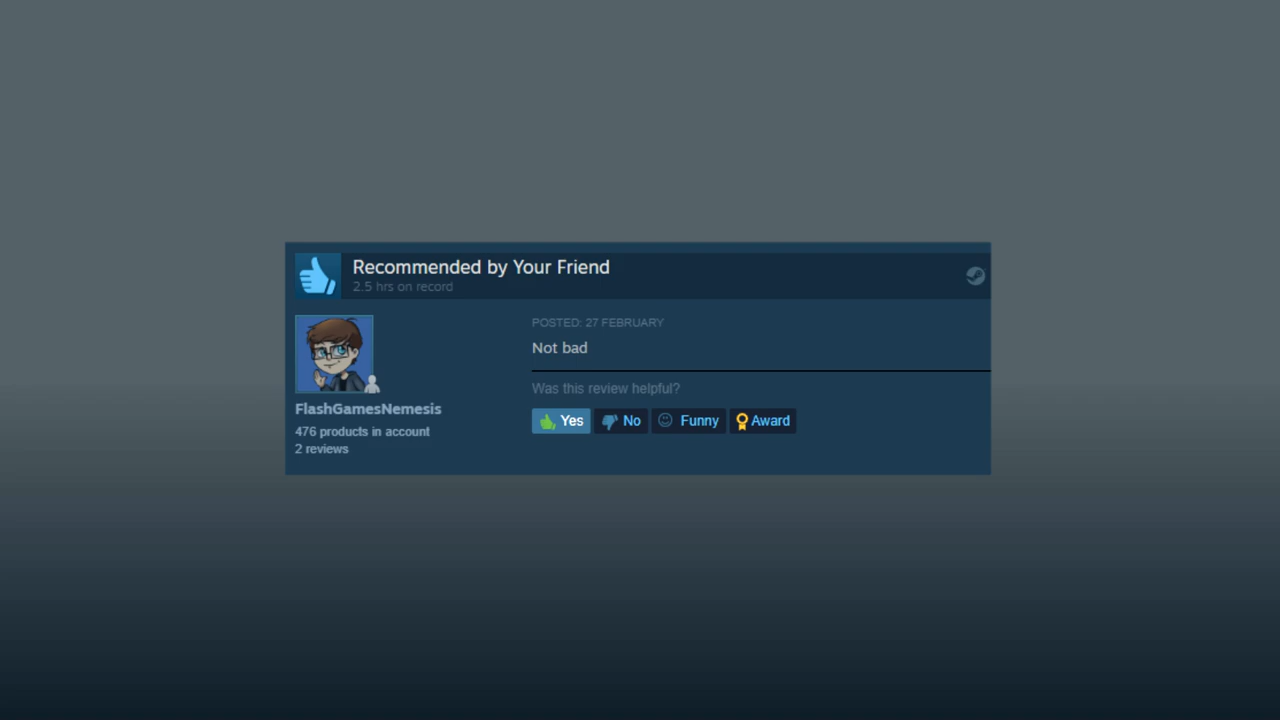 Recommended by Your Friend
2.5 hrs on record
POSTED: 27 FEBRUARY
Not bad
Was this review helpful?
Yes No Funny Award
FlashGamesNemesis
476 products in account
2 reviews